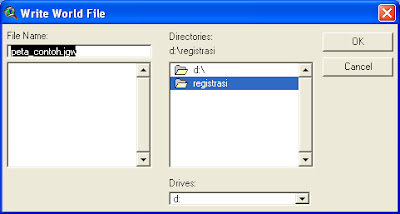 Write World File
File Name:
peta_contoh.jgw
Directories:
d:\registrasi
d:\
registrasi
Drives:
d:
OK
Cancel